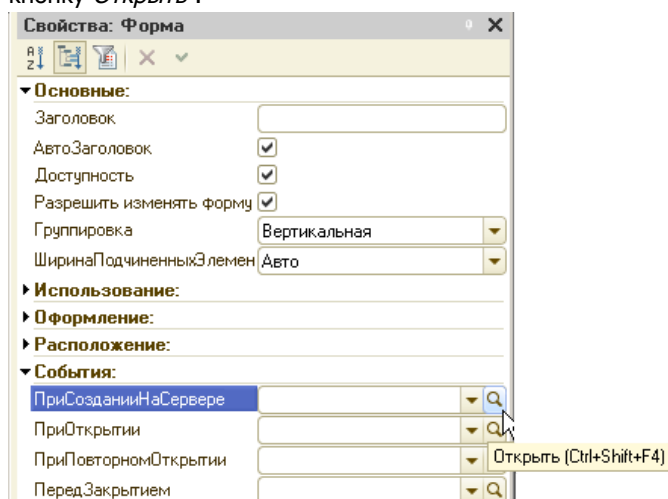 кнопку Открыть .
Свойства: Форма
Основные:
Заголовок
АвтоЗаголовок
Доступность
Разрешить изменять форму
Группировка Вертикальная
ШиринаПодчиненныхЭлемен Авто
Использование:
Оформление:
Расположение:
События:
ПриСозданииНаСервере
ПриОткрытии
ПриПовторномОткрытии
Открыть (Ctrl+Shift+F4)
ПередЗакрытием